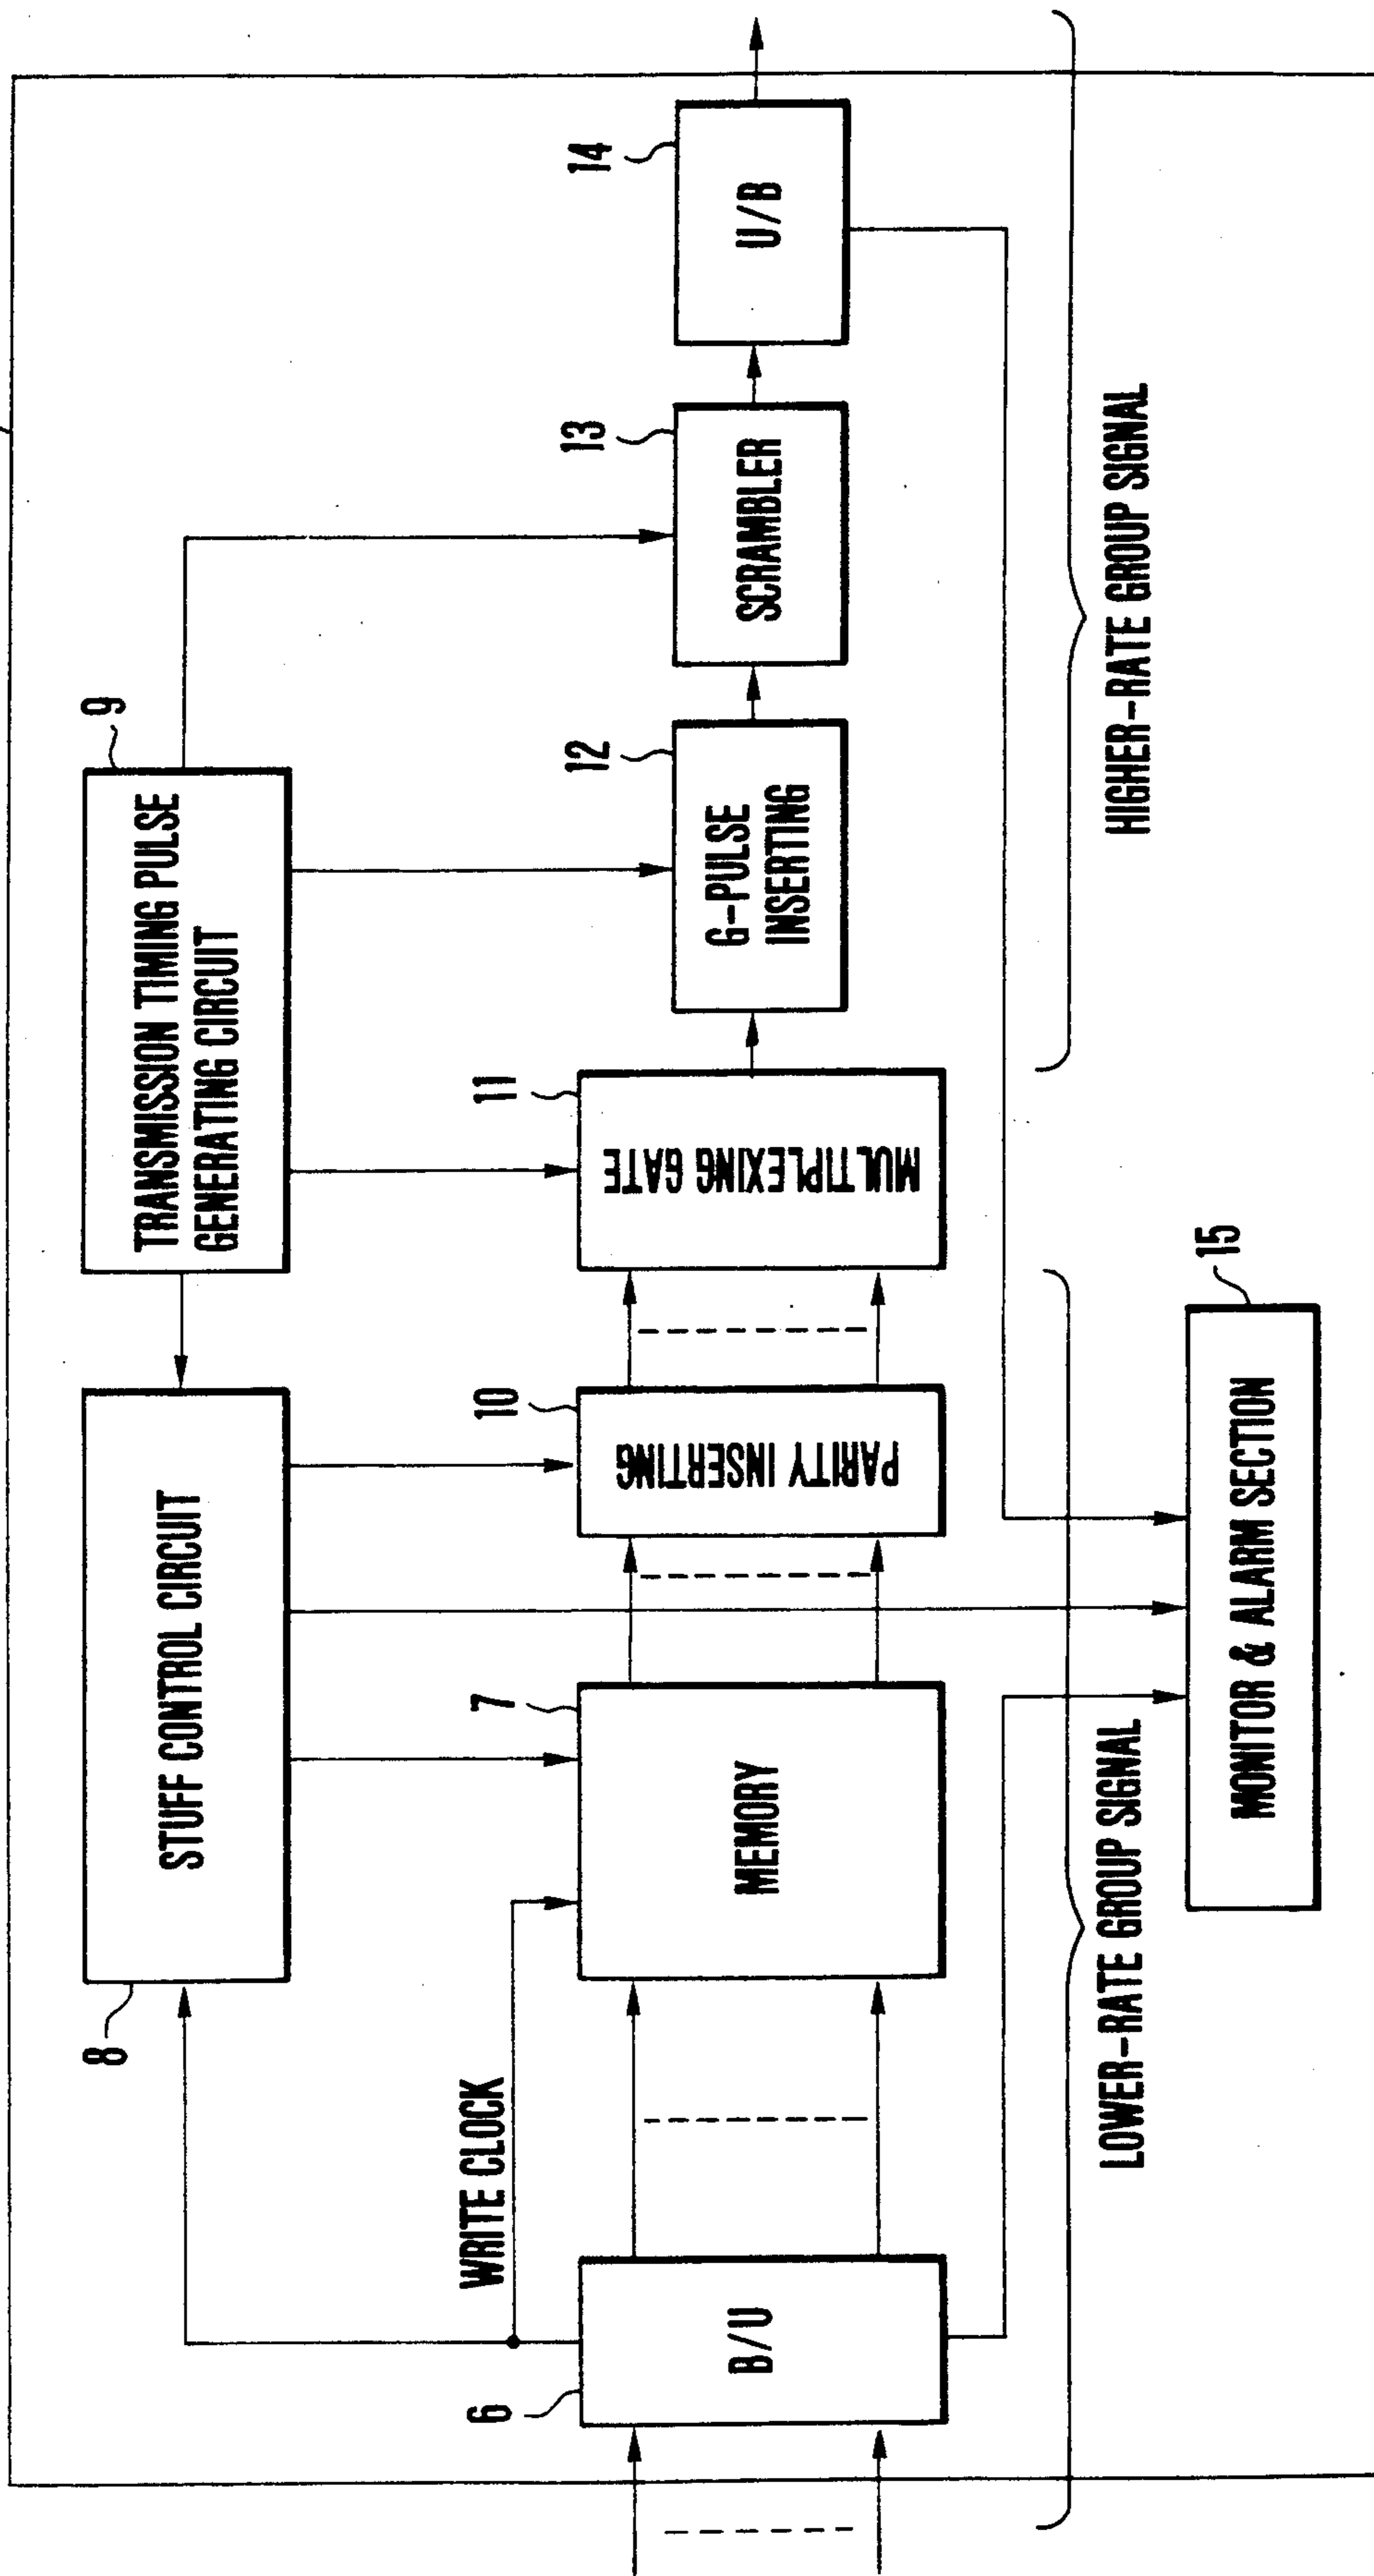 8
STUFF CONTROL CIRCUIT
9
TRANSMISSION TIMING PULSE
GENERATING CIRCUIT
WRITE CLOCK
6
B/U
7
MEMORY
10
PARITY INSERTING
11
MULTIPLEXING GATE
12
G-PULSE
INSERTING
13
SCRAMBLER
14
U/B
LOWER-RATE GROUP SIGNAL
HIGHER-RATE GROUP SIGNAL
15
MONITOR & ALARM SECTION